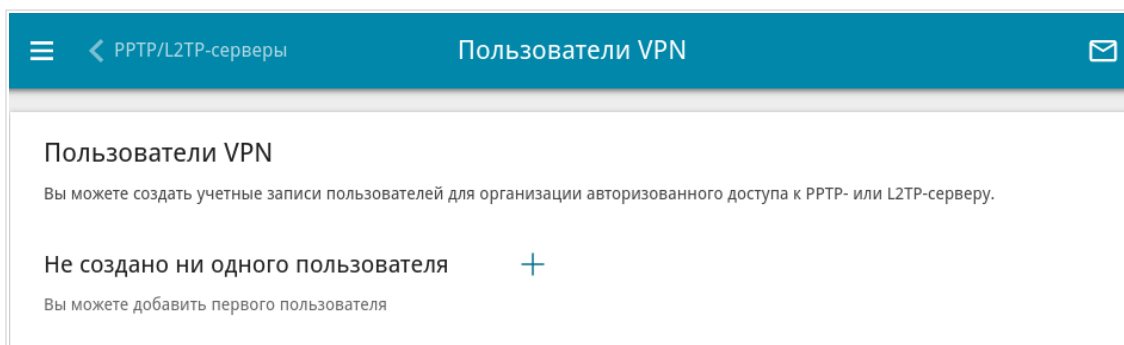 PPTP/L2TP-серверы
Пользователи VPN
Пользователи VPN
Вы можете создать учетные записи пользователей для организации авторизованного доступа к PPTP- или L2TP-серверу.
Не создано ни одного пользователя
Вы можете добавить первого пользователя